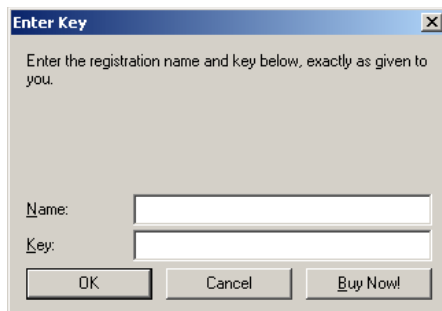 Enter Key
Enter the registration name and key below, exactly as given to
you.
Name:
Key:
OK Cancel Buy Now!